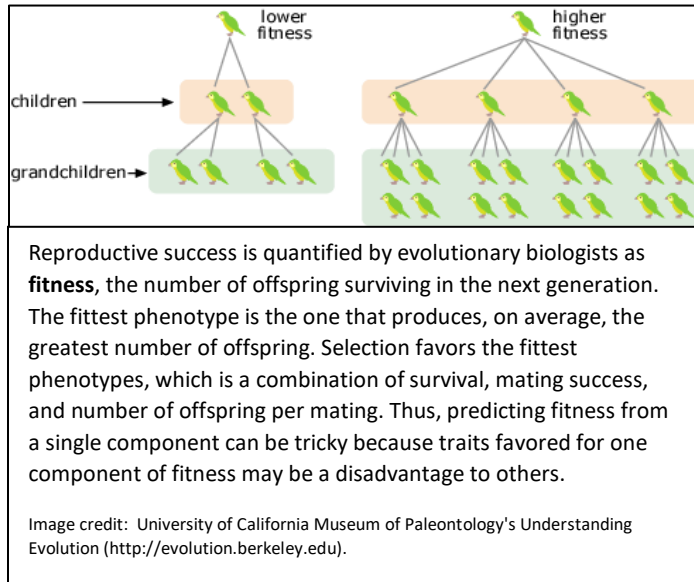 lower
fitness
higher
fitness
children
grandchildren
Reproductive success is quantified by evolutionary biologists as
fitness, the number of offspring surviving in the next generation.
The fittest phenotype is the one that produces, on average, the
greatest number of offspring. Selection favors the fittest
phenotypes, which is a combination of survival, mating success,
and number of offspring per mating. Thus, predicting fitness from
a single component can be tricky because traits favored for one
component of fitness may be a disadvantage to others.
Image credit: University of California Museum of Paleontology's Understanding
Evolution (http://evolution.berkeley.edu).